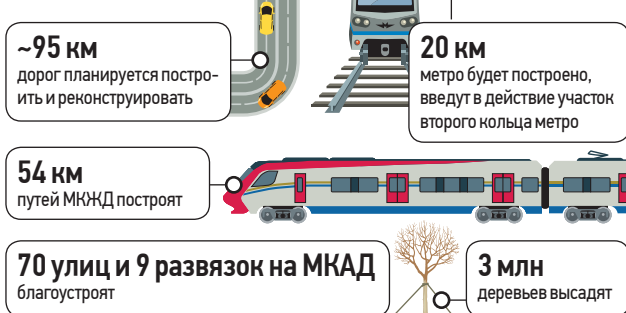 ~95 км
дорог планируется постро-
ить и реконструировать
20 км
метро будет построено,
введут в действие участок
второго кольца метро
54 км
путей МКЖД построят
70 улиц и 9 развязок на МКАД
благоустроят
3 млн
деревьев высадят